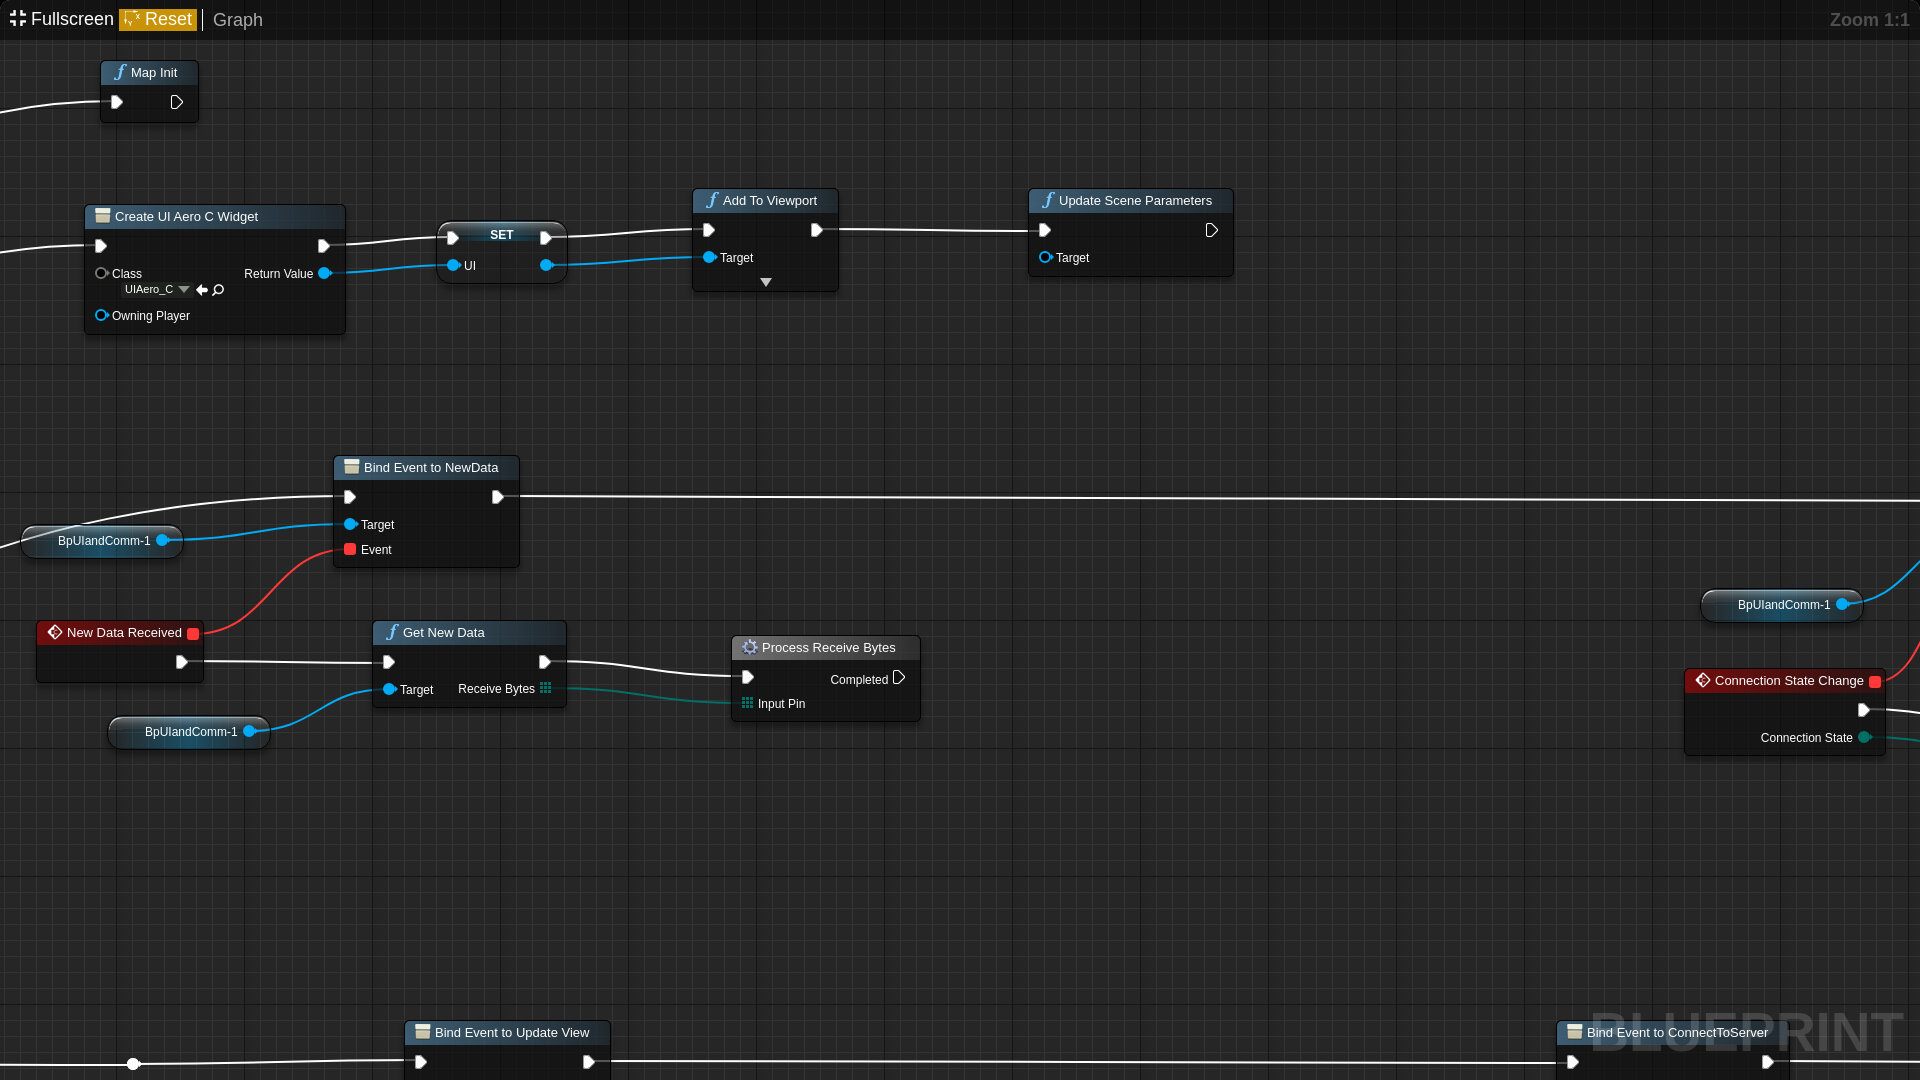 Fullscreen Reset Graph Zoom 1:1
Map Init
Create UI Aero C Widget
Class Return Value
UIAero_C
Owning Player
SET
UI
Add To Viewport
Target
Update Scene Parameters
Target
Bind Event to NewData
Target
Event
BpUIandComm-1
New Data Received
Get New Data
Target Receive Bytes
BpUIandComm-1
Process Receive Bytes
Completed
Input Pin
BpUIandComm-1
Connection State Change
Connection State
Bind Event to Update View
Bind Event to ConnectToServer
BLUEPRINT